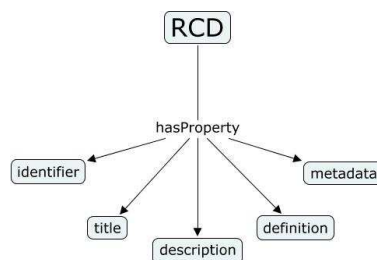 RCD
hasProperty
identifier
metadata
title
definition
description